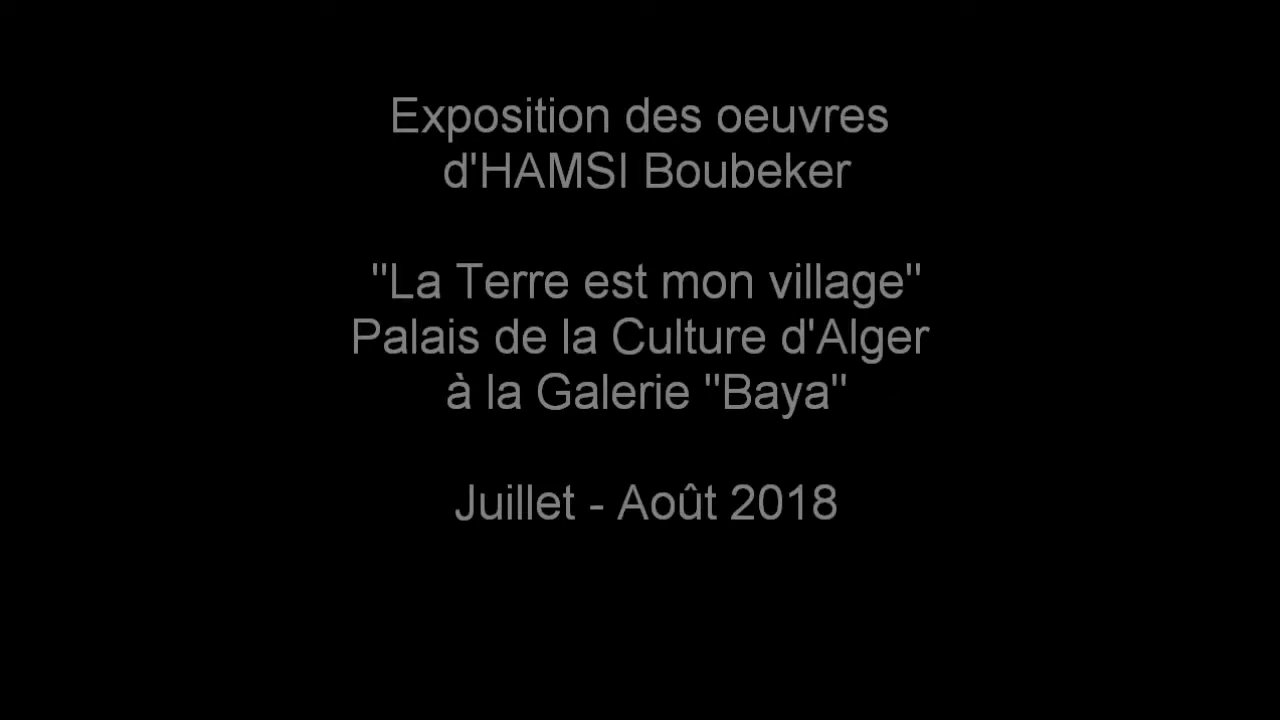 Exposition des oeuvres
d'HAMSI Boubeker
"La Terre est mon village"
Palais de la Culture d'Alger
à la Galerie "Baya"
Juillet - Août 2018